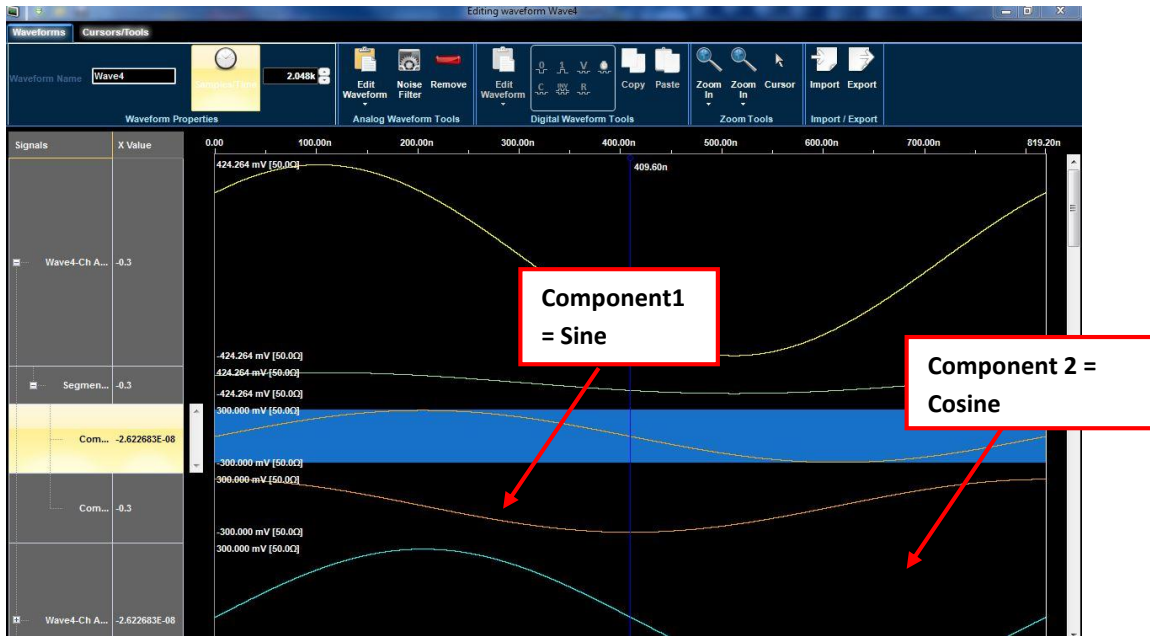 Editing waveform Wave4
Waveforms Cursors/Tools
Waveform Name Wave4 2.048k
Edit Waveform Noise Filter Remove
Edit Waveform 0 1 V C INV R Copy Paste
Zoom In Zoom In Cursor
Import Export
Waveform Properties Analog Waveform Tools Digital Waveform Tools Zoom Tools Import / Export
Signals X Value 0.00 100.00n 200.00n 300.00n 400.00n 500.00n 600.00n 700.00n 819.20n
424.264 mV [50.0Ω] 409.60n
Wave4-Ch A... -0.3
-424.264 mV [50.0Ω]
424.264 mV [50.0Ω]
Segmen... -0.3
-424.264 mV [50.0Ω]
300.000 mV [50.0Ω]
Com... -2.622683E-08
-300.000 mV [50.0Ω]
300.000 mV [50.0Ω]
Com... -0.3
-300.000 mV [50.0Ω]
300.000 mV [50.0Ω]
Wave4-Ch A... -2.622683E-08
Component1
= Sine
Component 2 =
Cosine